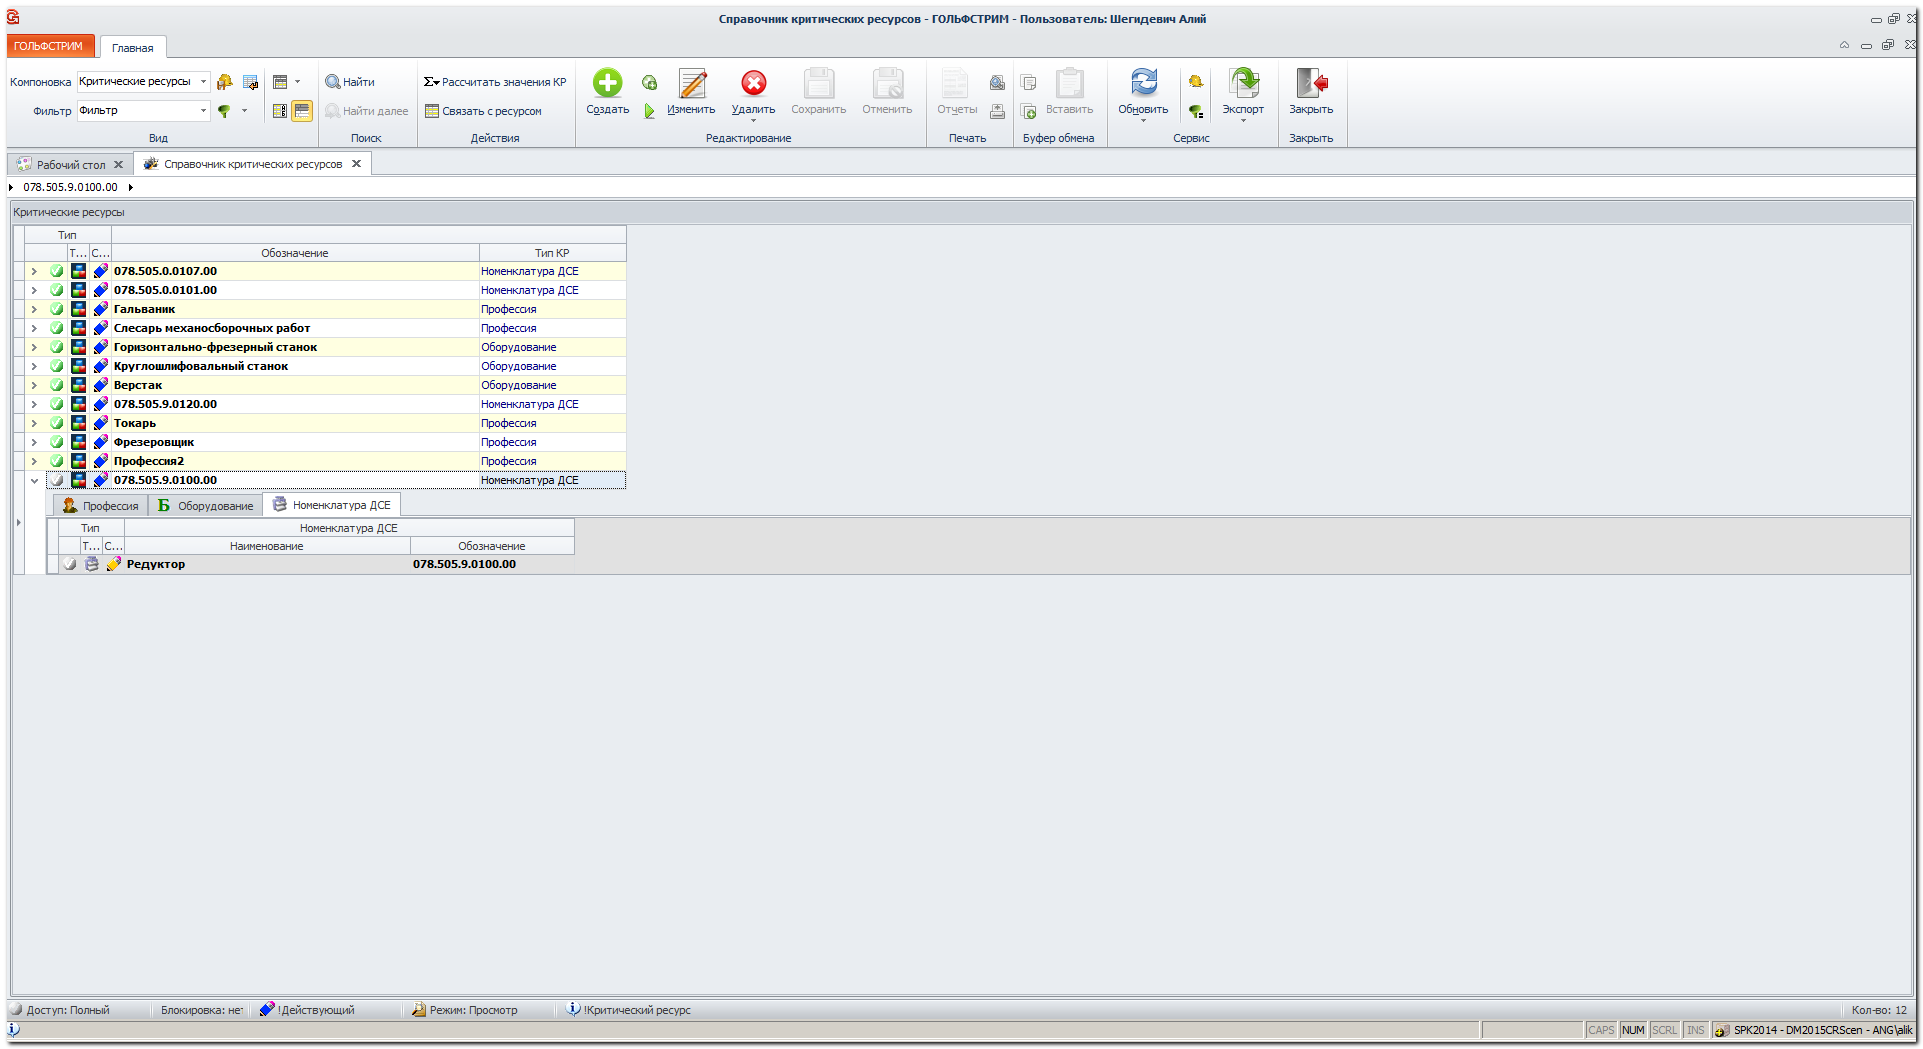 Справочник критических ресурсов - ГОЛЬФСТРИМ - Пользователь: Шегидевич Алий
ГОЛЬФСТРИМ Главная
Компоновка Критические ресурсы Найти Рассчитать значения КР
Фильтр Фильтр Найти далее Связать с ресурсом
Создать Изменить Удалить Сохранить Отменить Отчеты Вставить Обновить Экспорт Закрыть
Вид Поиск Действия Редактирование Печать Буфер обмена Сервис Закрыть
Рабочий стол Справочник критических ресурсов
078.505.9.0100.00
Критические ресурсы
Тип
Т... С... Обозначение Тип КР
078.505.0.0107.00 Номенклатура ДСЕ
078.505.0.0101.00 Номенклатура ДСЕ
Гальваник Профессия
Слесарь механосборочных работ Профессия
Горизонтально-фрезерный станок Оборудование
Круглошлифовальный станок Оборудование
Верстак Оборудование
078.505.9.0120.00 Номенклатура ДСЕ
Токарь Профессия
Фрезеровщик Профессия
Профессия2 Профессия
078.505.9.0100.00 Номенклатура ДСЕ
Профессия Б Оборудование Номенклатура ДСЕ
Тип Номенклатура ДСЕ
Т... С... Наименование Обозначение
Редуктор 078.505.9.0100.00
Доступ: Полный Блокировка: нет !Действующий Режим: Просмотр !Критический ресурс Кол-во: 12
CAPS NUM SCRL INS SPK2014 - DM2015CRScen - ANG\alik